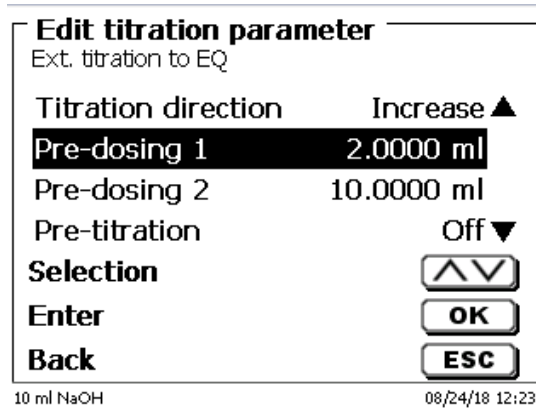 Edit titration parameter
Ext. titration to EQ
Titration direction Increase
Pre-dosing 1 2.0000 ml
Pre-dosing 2 10.0000 ml
Pre-titration Off
Selection
Enter OK
Back ESC
10 ml NaOH 08/24/18 12:23